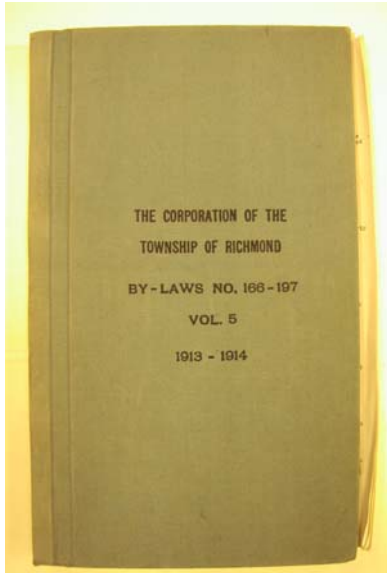 THE CORPORATION OF THE
TOWNSHIP OF RICHMOND
BY-LAWS NO. 166-197
VOL. 5
1913 - 1914